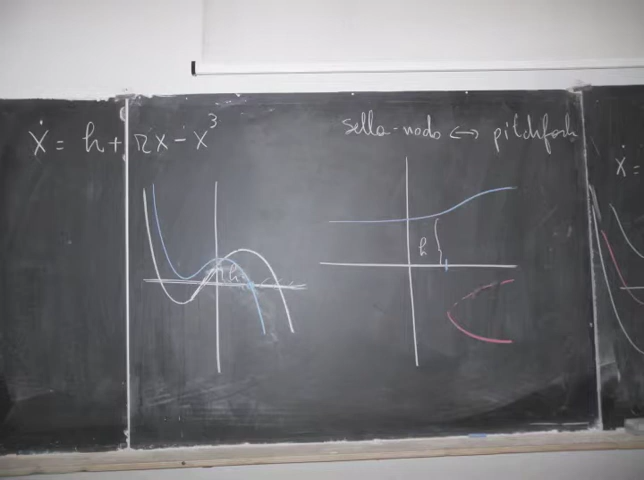 ẋ = h + rx - x³
sella-nodo ↔ pitchfork
h
h
ẋ =